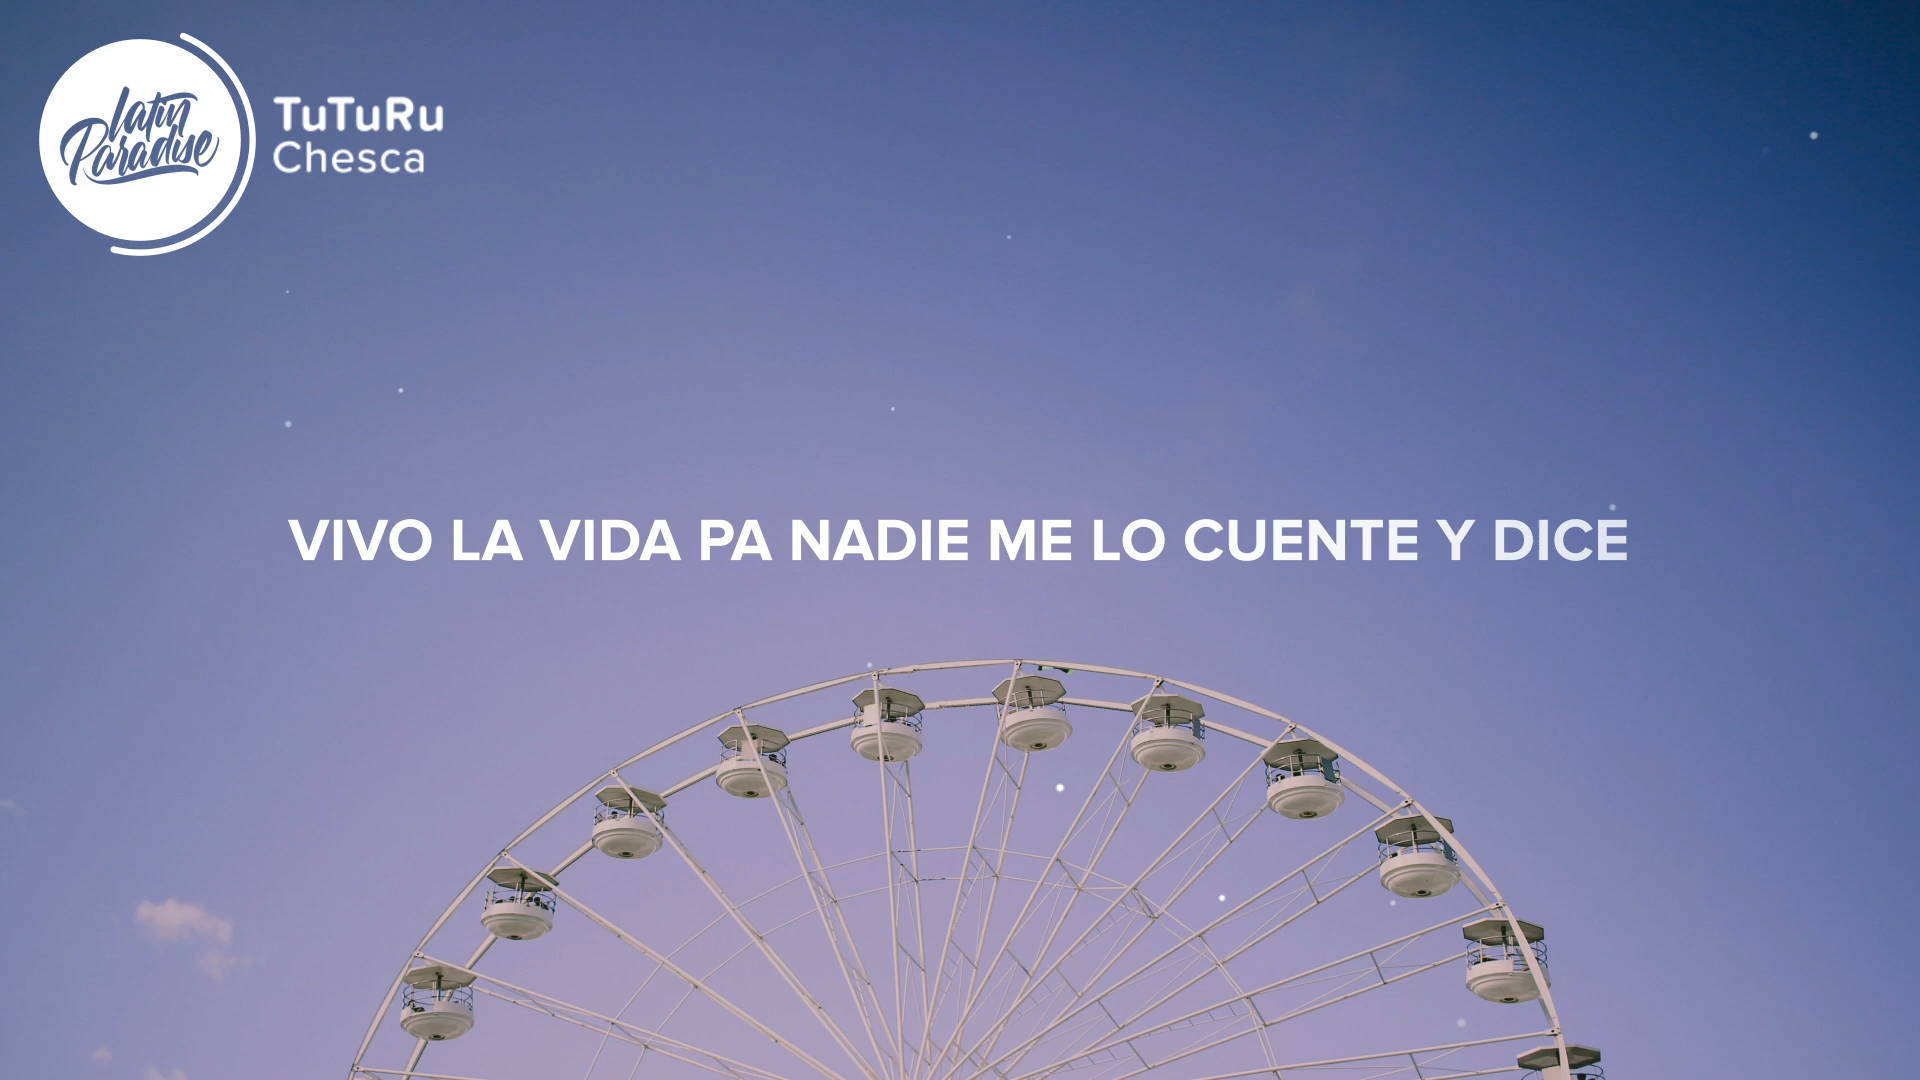 latin
Paradise
TuTuRu
Chesca
VIVO LA VIDA PA NADIE ME LO CUENTE Y DICE